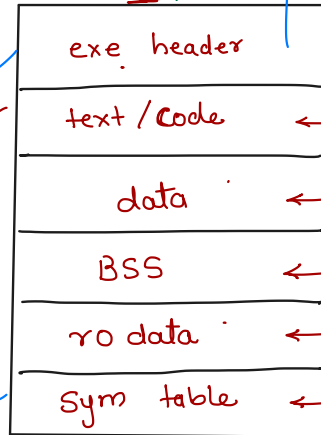 exe header
text / code
data
BSS
ro data
Sym table